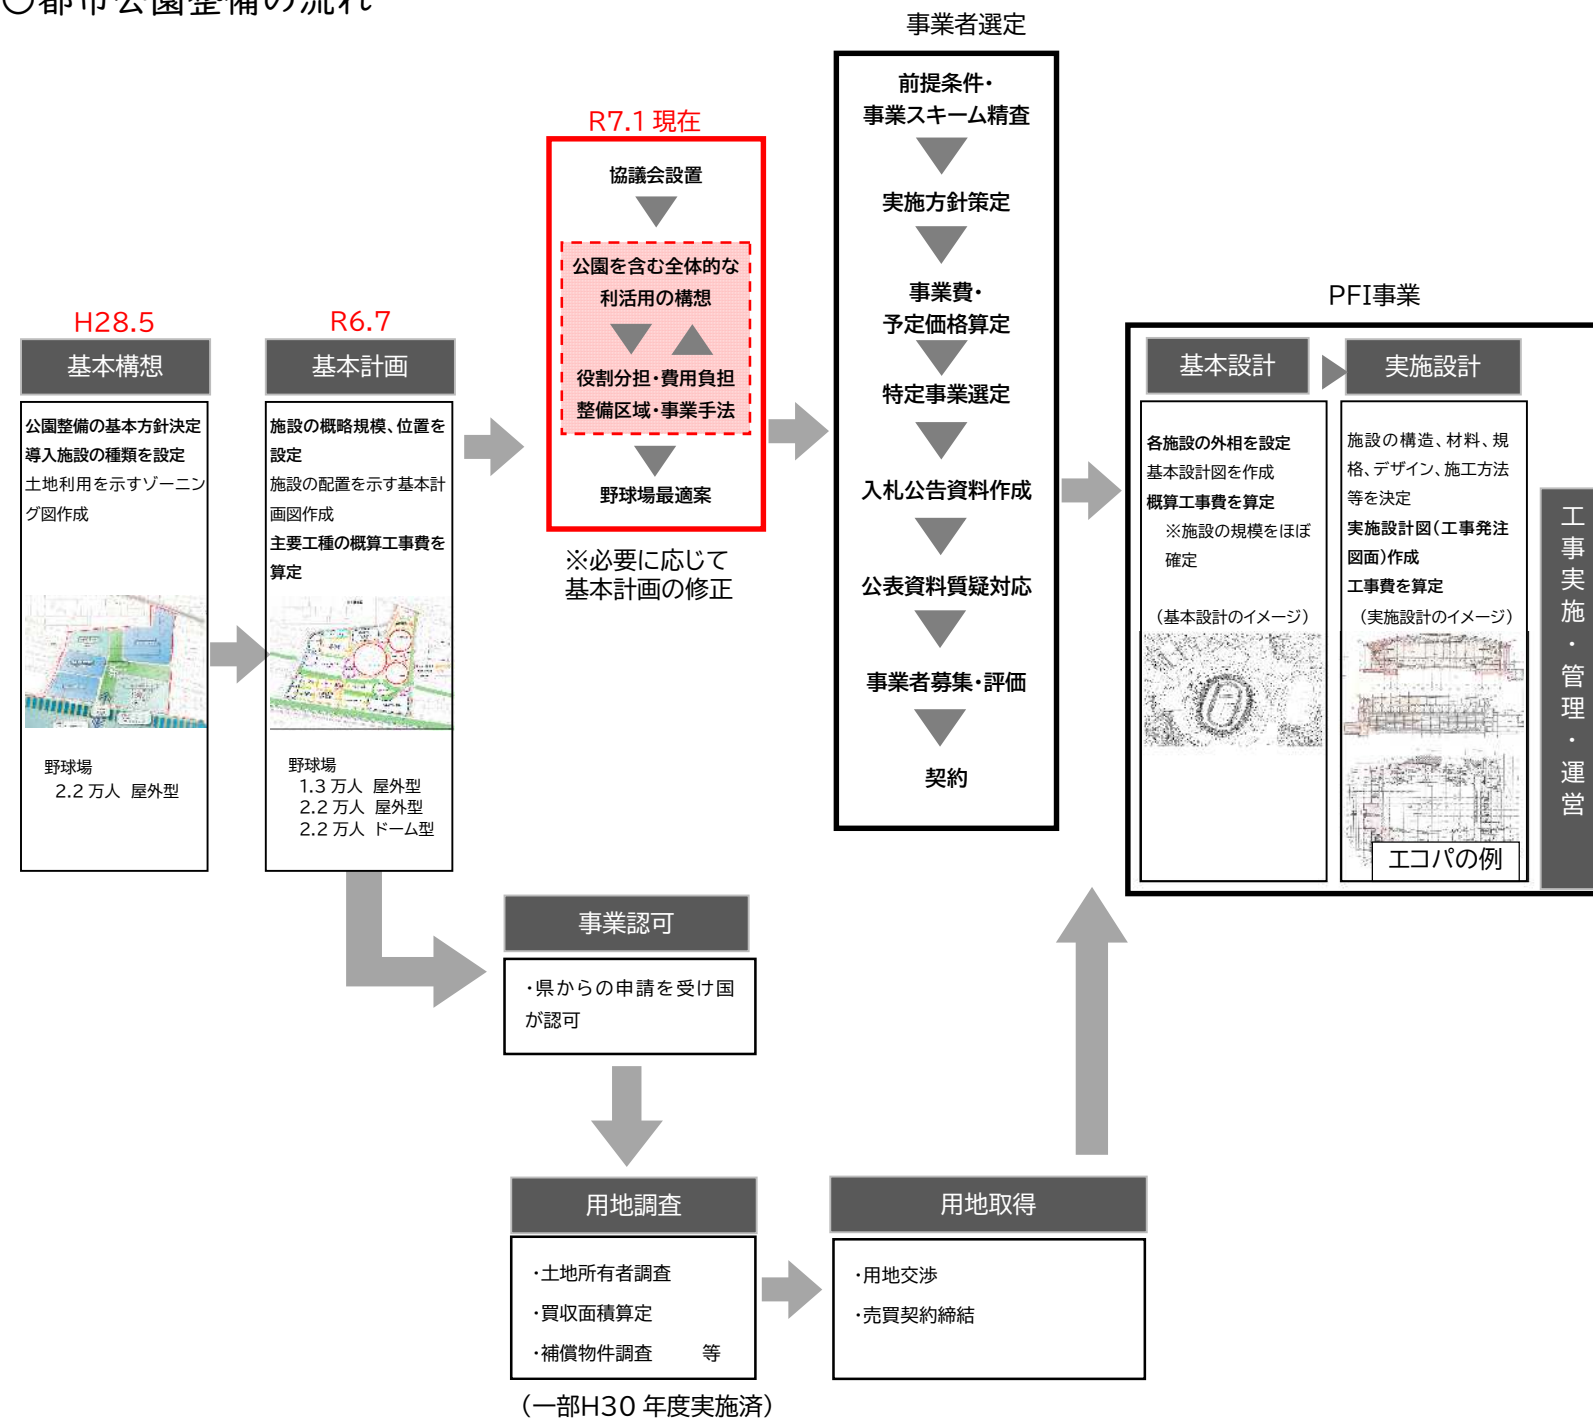 〇都市公園整備の流れ
H28.5
基本構想
公園整備の基本方針決定
導入施設の種類を設定
土地利用を示すゾーニン
グ図作成
野球場
2.2万人 屋外型
R6.7
基本計画
施設の概略規模、位置を
設定
施設の配置を示す基本計
画図作成
主要工種の概算工事費を
算定
野球場
1.3万人 屋外型
2.2万人 屋外型
2.2万人 ドーム型
R7.1現在
協議会設置
公園を含む全体的な
利活用の構想
役割分担・費用負担
整備区域・事業手法
野球場最適案
※必要に応じて
基本計画の修正
事業者選定
前提条件・
事業スキーム精査
実施方針策定
事業費・
予定価格算定
特定事業選定
入札公告資料作成
公表資料質疑対応
事業者募集・評価
契約
PFI事業
基本設計
各施設の外相を設定
基本設計図を作成
概算工事費を算定
※施設の規模をほぼ
確定
（基本設計のイメージ）
実施設計
施設の構造、材料、規
格、デザイン、施工方法
等を決定
実施設計図（工事発注
図面）作成
工事費を算定
（実施設計のイメージ）
エコパの例
工事実施・管理・運営
事業認可
・県からの申請を受け国
が認可
用地調査
・土地所有者調査
・買収面積算定
・補償物件調査 等
（一部H30年度実施済）
用地取得
・用地交渉
・売買契約締結